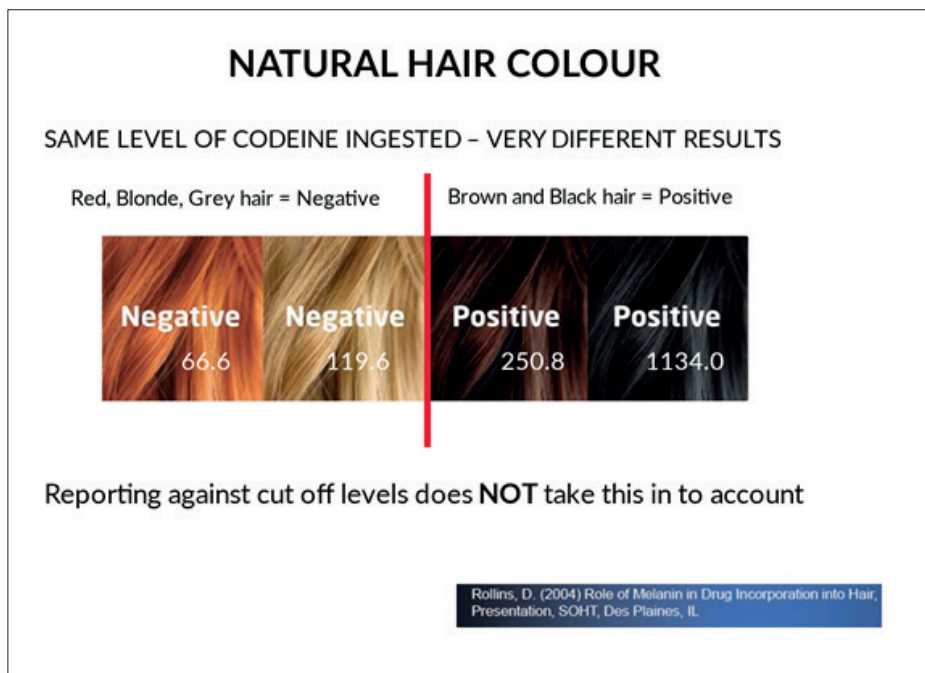 NATURAL HAIR COLOUR
SAME LEVEL OF CODEINE INGESTED – VERY DIFFERENT RESULTS
Red, Blonde, Grey hair = Negative
Brown and Black hair = Positive
Negative
66.6
Negative
119.6
Positive
250.8
Positive
1134.0
Reporting against cut off levels does NOT take this in to account
Rollins, D. (2004) Role of Melanin in Drug Incorporation into Hair,
Presentation, SOHT, Des Plaines, IL